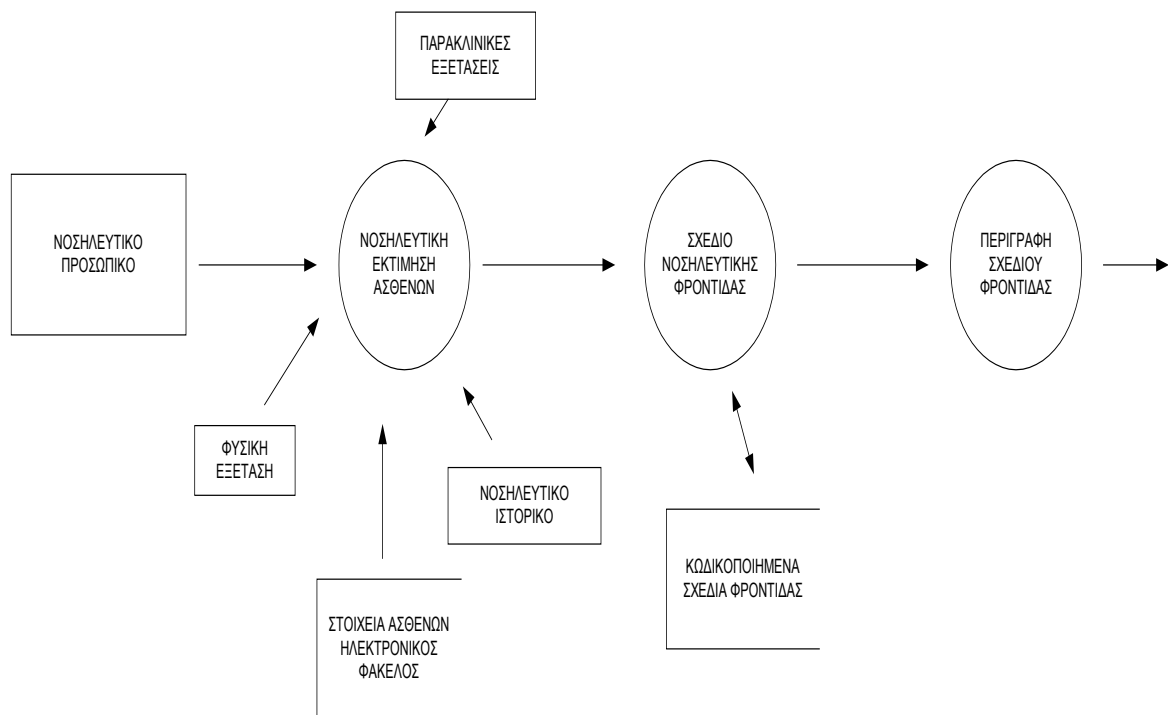 ΠΑΡΑΚΛΙΝΙΚΕΣ
ΕΞΕΤΑΣΕΙΣ
ΝΟΣΗΛΕΥΤΙΚΟ
ΠΡΟΣΩΠΙΚΟ
ΝΟΣΗΛΕΥΤΙΚΗ
ΕΚΤΙΜΗΣΗ
ΑΣΘΕΝΩΝ
ΣΧΕΔΙΟ
ΝΟΣΗΛΕΥΤΙΚΗΣ
ΦΡΟΝΤΙΔΑΣ
ΠΕΡΙΓΡΑΦΗ
ΣΧΕΔΙΟΥ
ΦΡΟΝΤΙΔΑΣ
ΦΥΣΙΚΗ
ΕΞΕΤΑΣΗ
ΝΟΣΗΛΕΥΤΙΚΟ
ΙΣΤΟΡΙΚΟ
ΣΤΟΙΧΕΙΑ ΑΣΘΕΝΩΝ
ΗΛΕΚΤΡΟΝΙΚΟΣ
ΦΑΚΕΛΟΣ
ΚΩΔΙΚΟΠΟΙΗΜΕΝΑ
ΣΧΕΔΙΑ ΦΡΟΝΤΙΔΑΣ